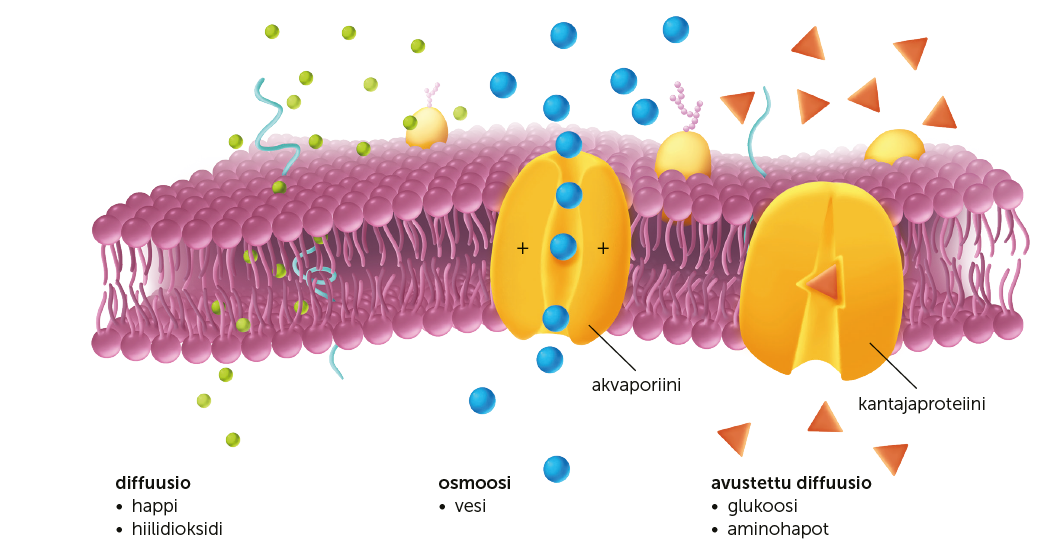 + +
akvaporiini
kantajaproteiini
diffuusio
• happi
• hiilidioksidi
osmoosi
• vesi
avustettu diffuusio
• glukoosi
• aminohapot